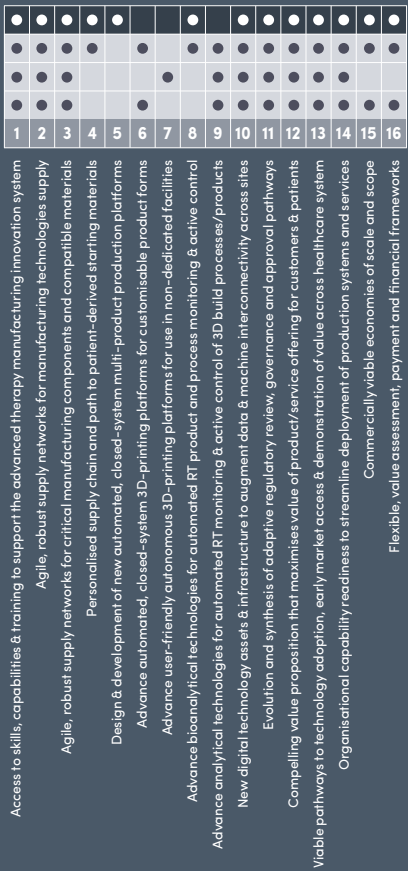 1 2 3 4 5 6 7 8 9 10 11 12 13 14 15 16
Access to skills, capabilities & training to support the advanced therapy manufacturing innovation system
Agile, robust supply networks for manufacturing technologies supply
Agile, robust supply networks for critical manufacturing components and compatible materials
Personalised supply chain and path to patient-derived starting materials
Design & development of new automated, closed-system multi-product production platforms
Advance automated, closed-system 3D-printing platforms for customisable product forms
Advance user-friendly autonomous 3D-printing platforms for use in non-dedicated facilities
Advance bioanalytical technologies for automated RT product and process monitoring & active control
Advance analytical technologies for automated RT monitoring & active control of 3D build processes/products
New digital technology assets & infrastructure to augment data & machine interconnectivity across sites
Evolution and synthesis of adaptive regulatory review, governance and approval pathways
Compelling value proposition that maximises value of product/service offering for customers & patients
Viable pathways to technology adoption, early market access & demonstration of value across healthcare system
Organisational capability readiness to streamline deployment of production systems and services
Commercially viable economies of scale and scope
Flexible, value assessment, payment and financial frameworks